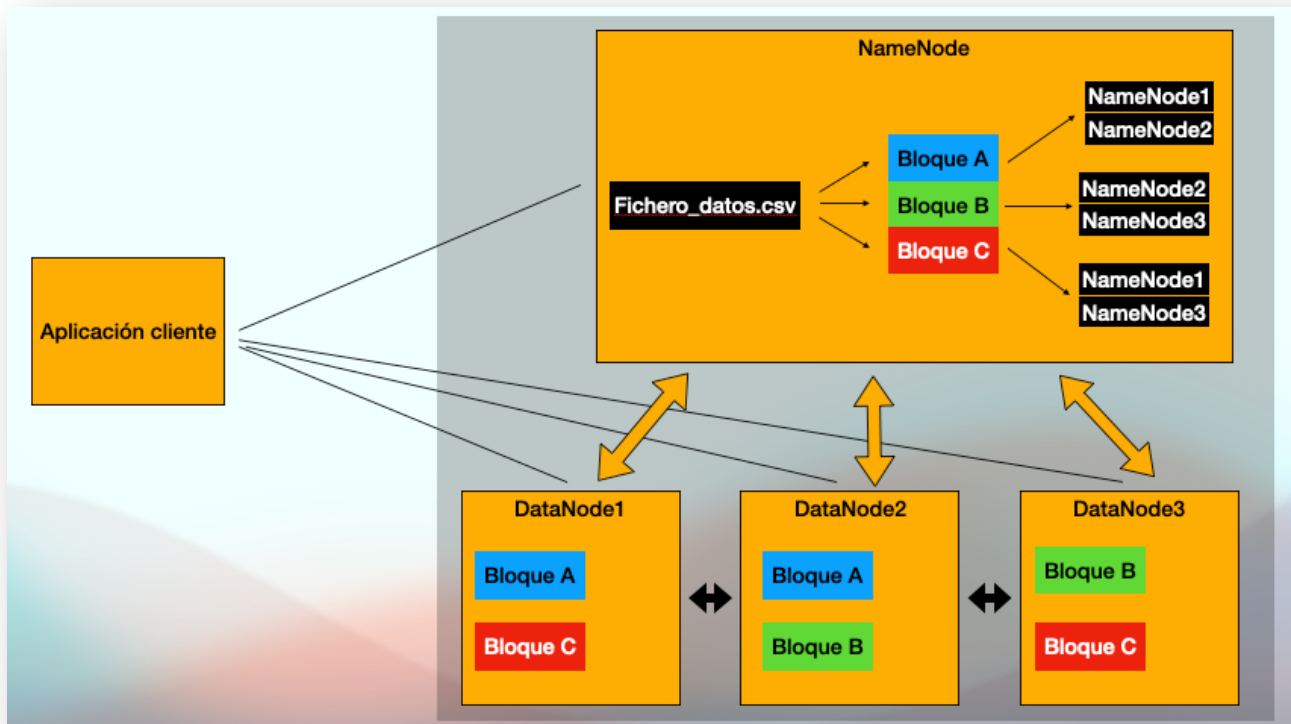 NameNode
NameNode1
NameNode2
Bloque A
Fichero_datos.csv
Bloque B
NameNode2
NameNode3
Bloque C
NameNode1
NameNode3
Aplicación cliente
DataNode1
DataNode2
DataNode3
Bloque A
Bloque A
Bloque B
Bloque C
Bloque B
Bloque C